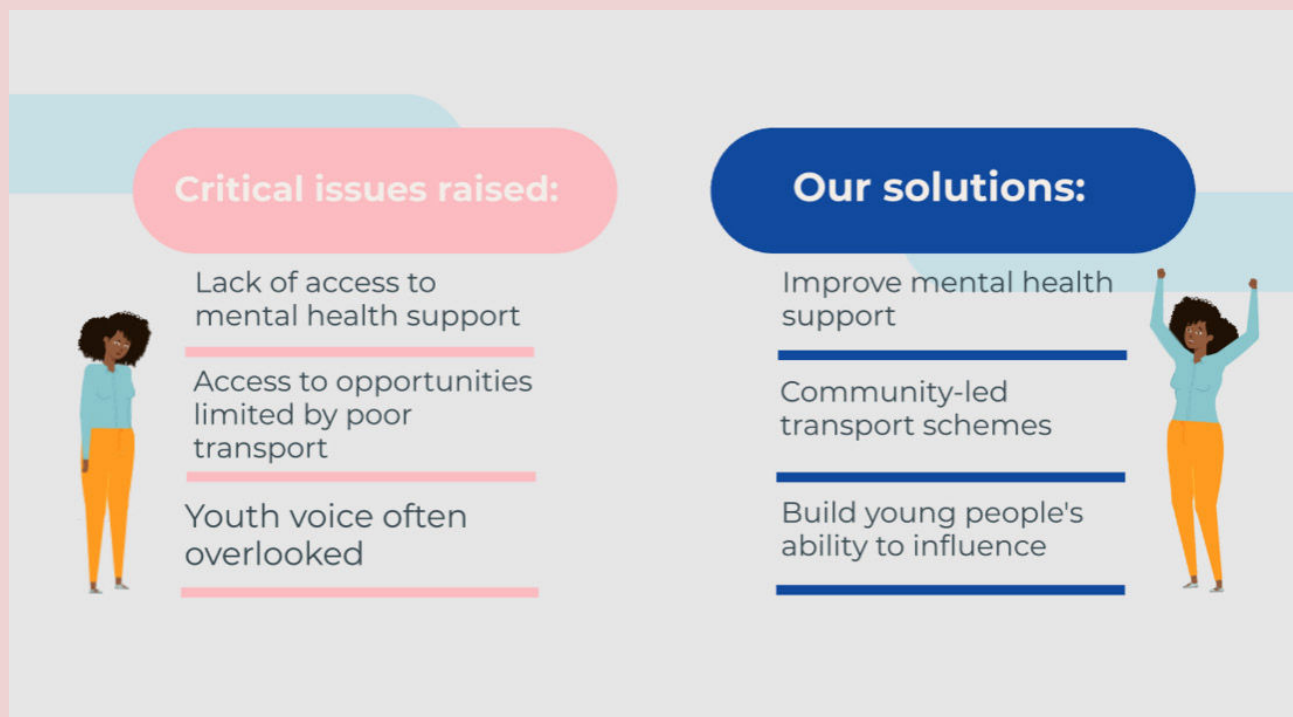 Critical issues raised:
Lack of access to
mental health support
Access to opportunities
limited by poor
transport
Youth voice often
overlooked
Our solutions:
Improve mental health
support
Community-led
transport schemes
Build young people's
ability to influence